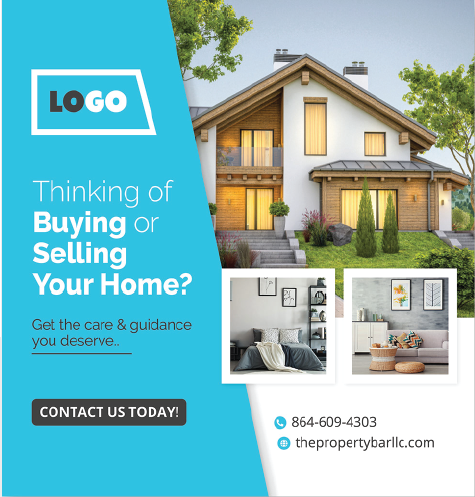 LOGO
Thinking of
Buying or
Selling
Your Home?
Get the care & guidance
you deserve..
CONTACT US TODAY!
864-609-4303
thepropertybarllc.com